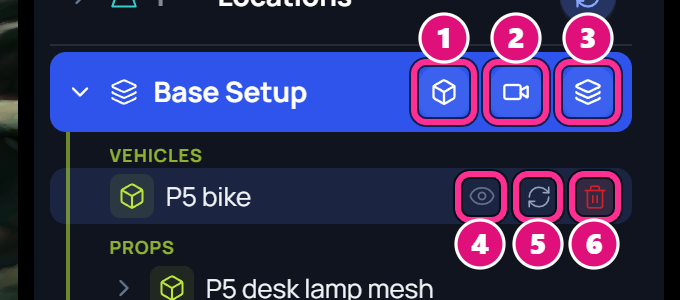 Locations
1 2 3
Base Setup
VEHICLES
P5 bike
4 5 6
PROPS
P5 desk lamp mesh